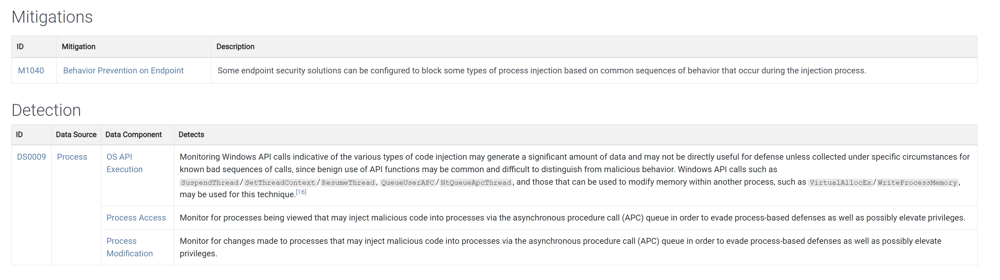 Mitigations
ID Mitigation Description
M1040 Behavior Prevention on Endpoint Some endpoint security solutions can be configured to block some types of process injection based on common sequences of behavior that occur during the injection process.
Detection
ID Data Source Data Component Detects
DS0009 Process OS API Execution Monitoring Windows API calls indicative of the various types of code injection may generate a significant amount of data and may not be directly useful for defense unless collected under specific circumstances for
known bad sequences of calls, since benign use of API functions may be common and difficult to distinguish from malicious behavior. Windows API calls such as
SuspendThread/SetThreadContext/ResumeThread, QueueUserAPC/NtQueueApcThread, and those that can be used to modify memory within another process, such as VirtualAllocEx/WriteProcessMemory,
may be used for this technique.[16]
Process Access Monitor for processes being viewed that may inject malicious code into processes via the asynchronous procedure call (APC) queue in order to evade process-based defenses as well as possibly elevate privileges.
Process Modification Monitor for changes made to processes that may inject malicious code into processes via the asynchronous procedure call (APC) queue in order to evade process-based defenses as well as possibly elevate
privileges.